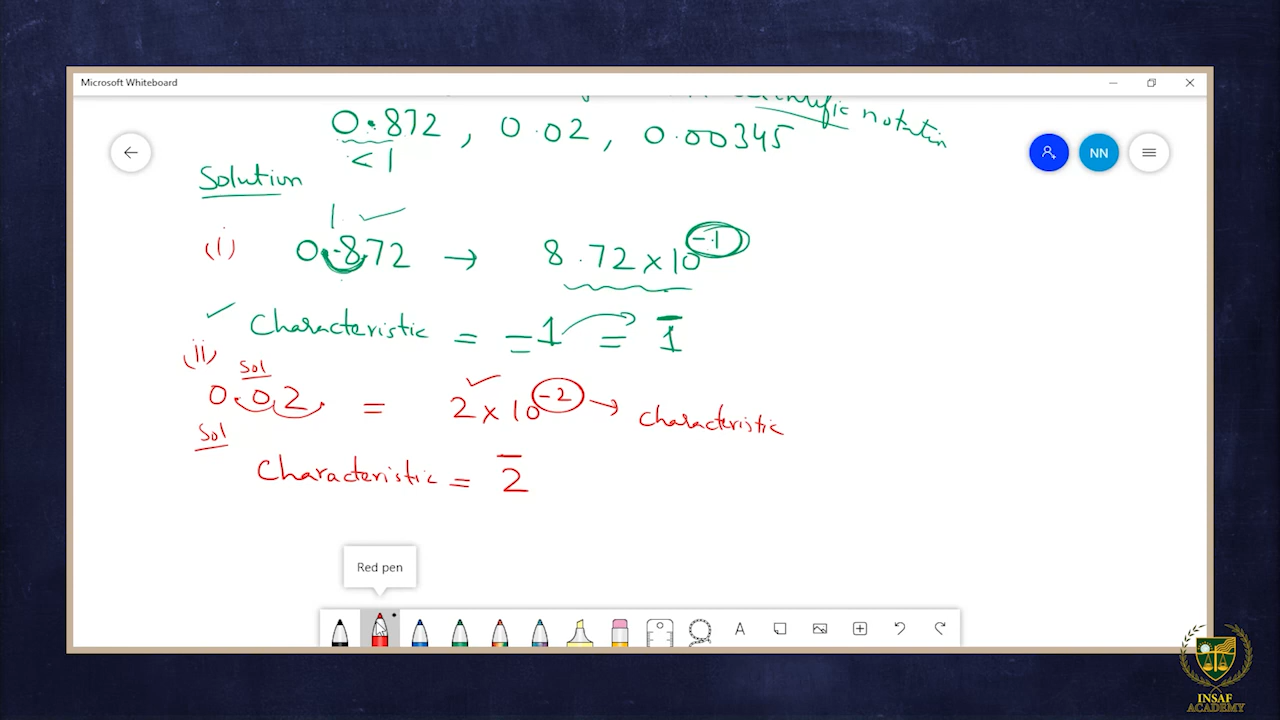 Microsoft Whiteboard
Scientific notation
0.872 , 0.02 , 0.00345
< 1
Solution
NN
(i) 0.872 → 8.72 × 10⁻¹
Characteristic = -1 = 1̅
(ii) Sol
0.02 = 2 × 10⁻² → characteristic
Sol
Characteristic = 2̅
Red pen
A
INSAF
ACADEMY